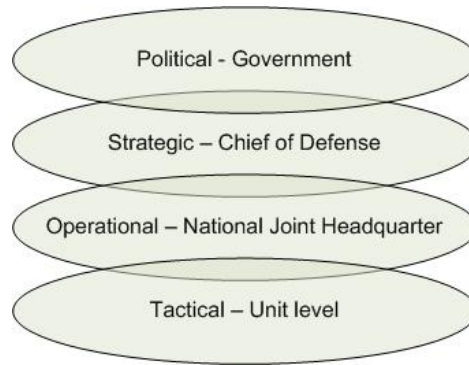 Political - Government
Strategic – Chief of Defense
Operational – National Joint Headquarter
Tactical – Unit level